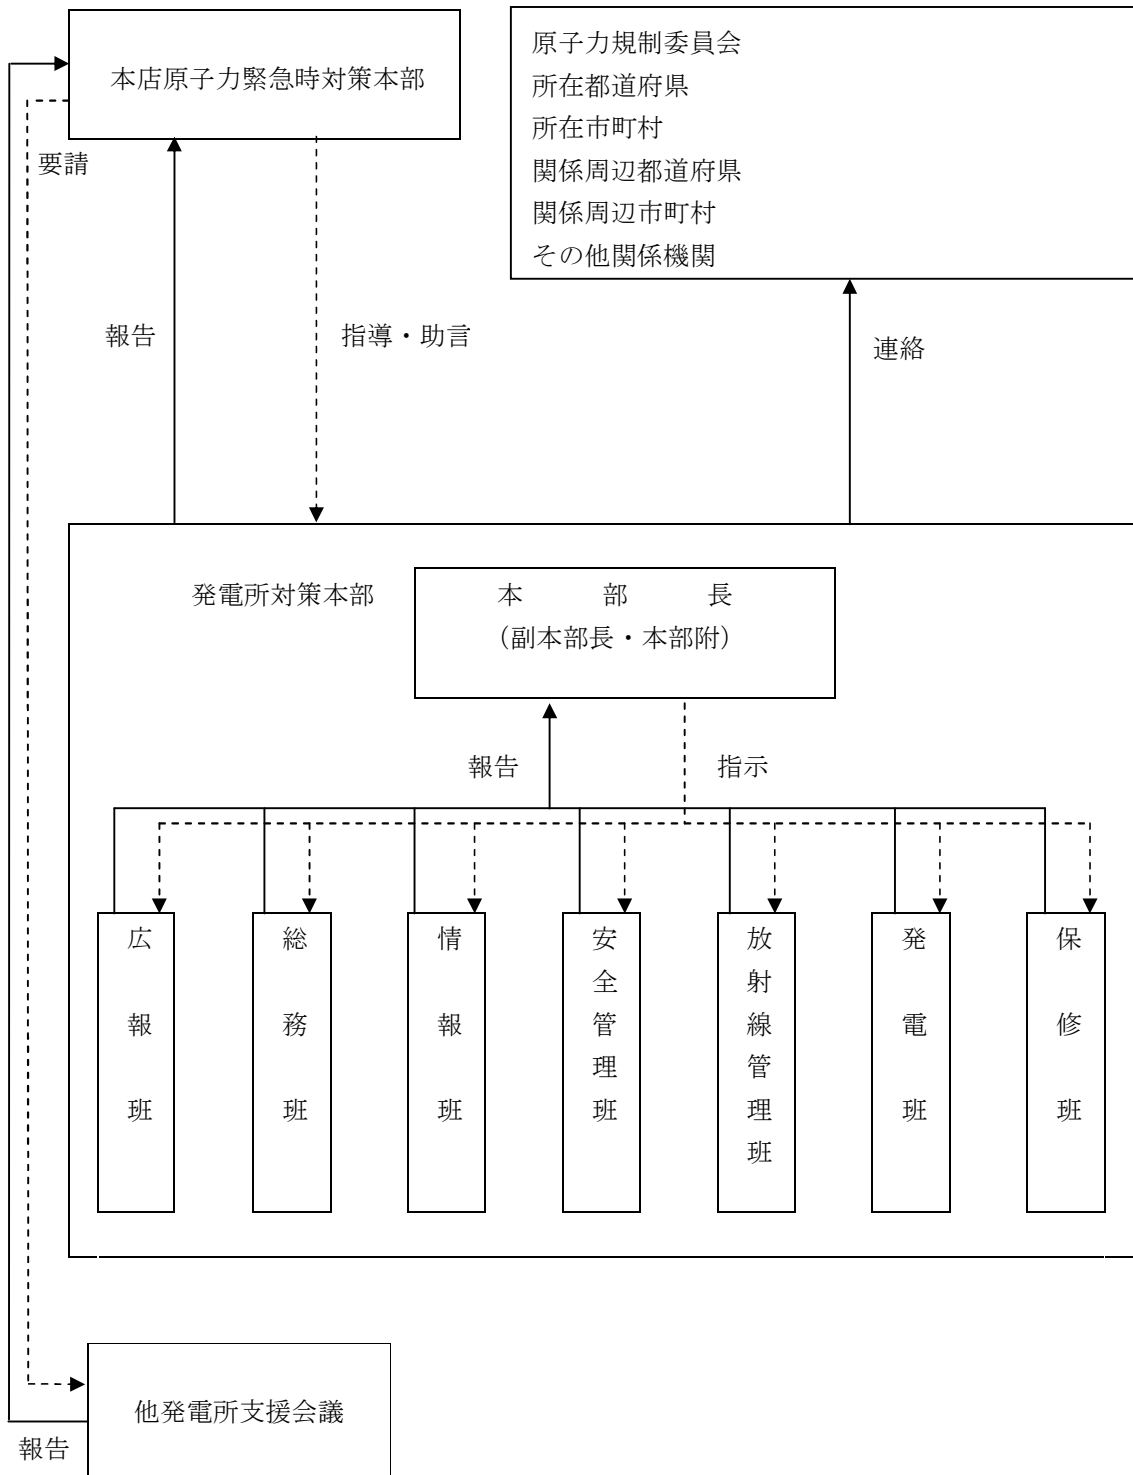 本店原子力緊急時対策本部
原子力規制委員会
所在都道府県
所在市町村
関係周辺都道府県
関係周辺市町村
その他関係機関
要請
報告
指導・助言
連絡
発電所対策本部
本部長
(副本部長・本部附)
報告
指示
広報班
総務班
情報班
安全管理班
放射線管理班
発電班
保修班
他発電所支援会議
報告